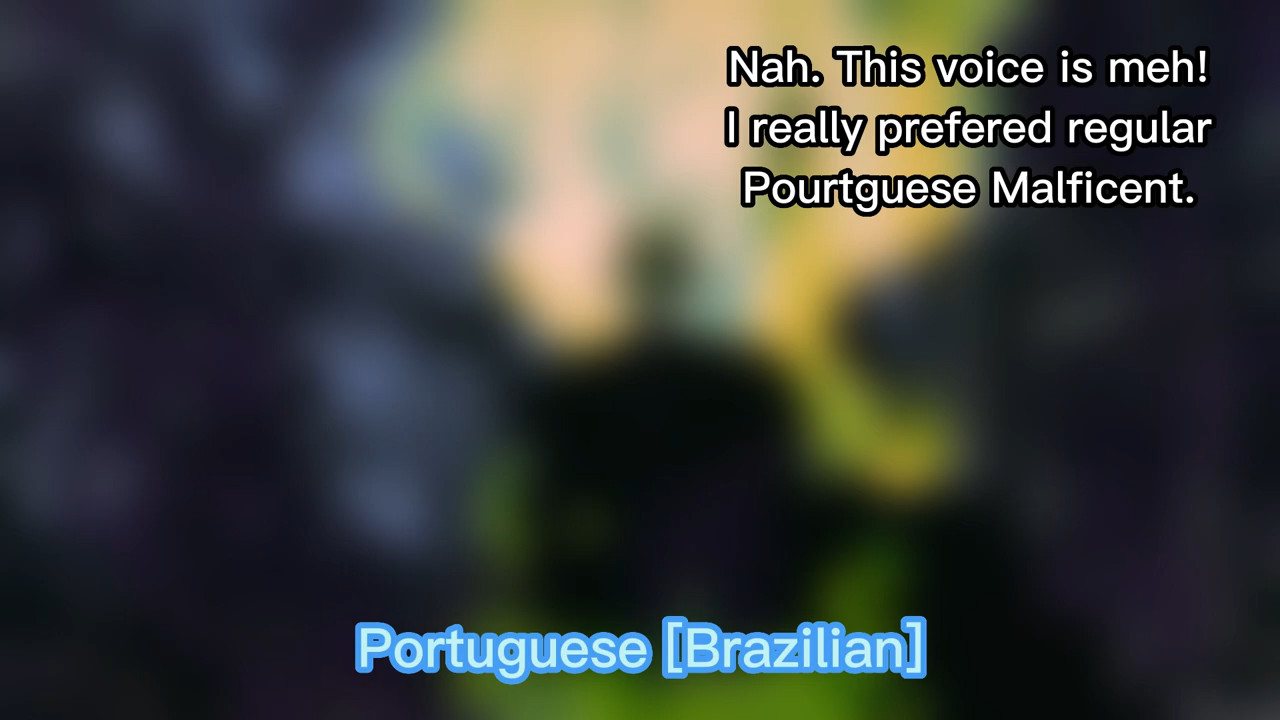 Nah. This voice is meh!
I really prefered regular
Pourtguese Malficent.
Portuguese [Brazilian]